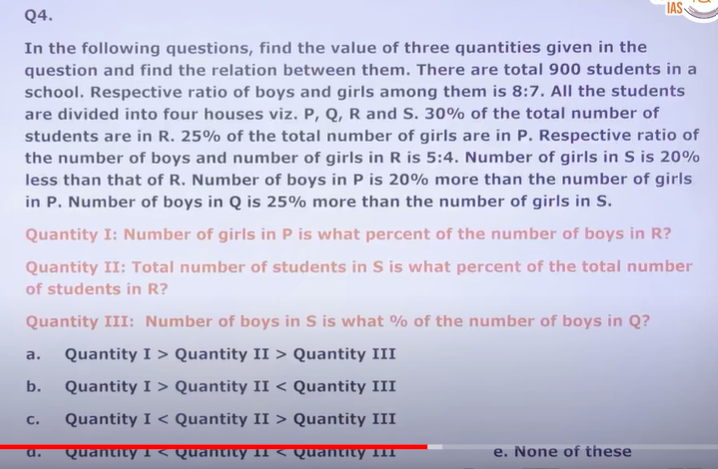 IAS
Q4.
In the following questions, find the value of three quantities given in the
question and find the relation between them. There are total 900 students in a
school. Respective ratio of boys and girls among them is 8:7. All the students
are divided into four houses viz. P, Q, R and S. 30% of the total number of
students are in R. 25% of the total number of girls are in P. Respective ratio of
the number of boys and number of girls in R is 5:4. Number of girls in S is 20%
less than that of R. Number of boys in P is 20% more than the number of girls
in P. Number of boys in Q is 25% more than the number of girls in S.
Quantity I: Number of girls in P is what percent of the number of boys in R?
Quantity II: Total number of students in S is what percent of the total number
of students in R?
Quantity III: Number of boys in S is what % of the number of boys in Q?
a. Quantity I > Quantity II > Quantity III
b. Quantity I > Quantity II < Quantity III
c. Quantity I < Quantity II > Quantity III
d. Quantity I < Quantity II < Quantity III e. None of these